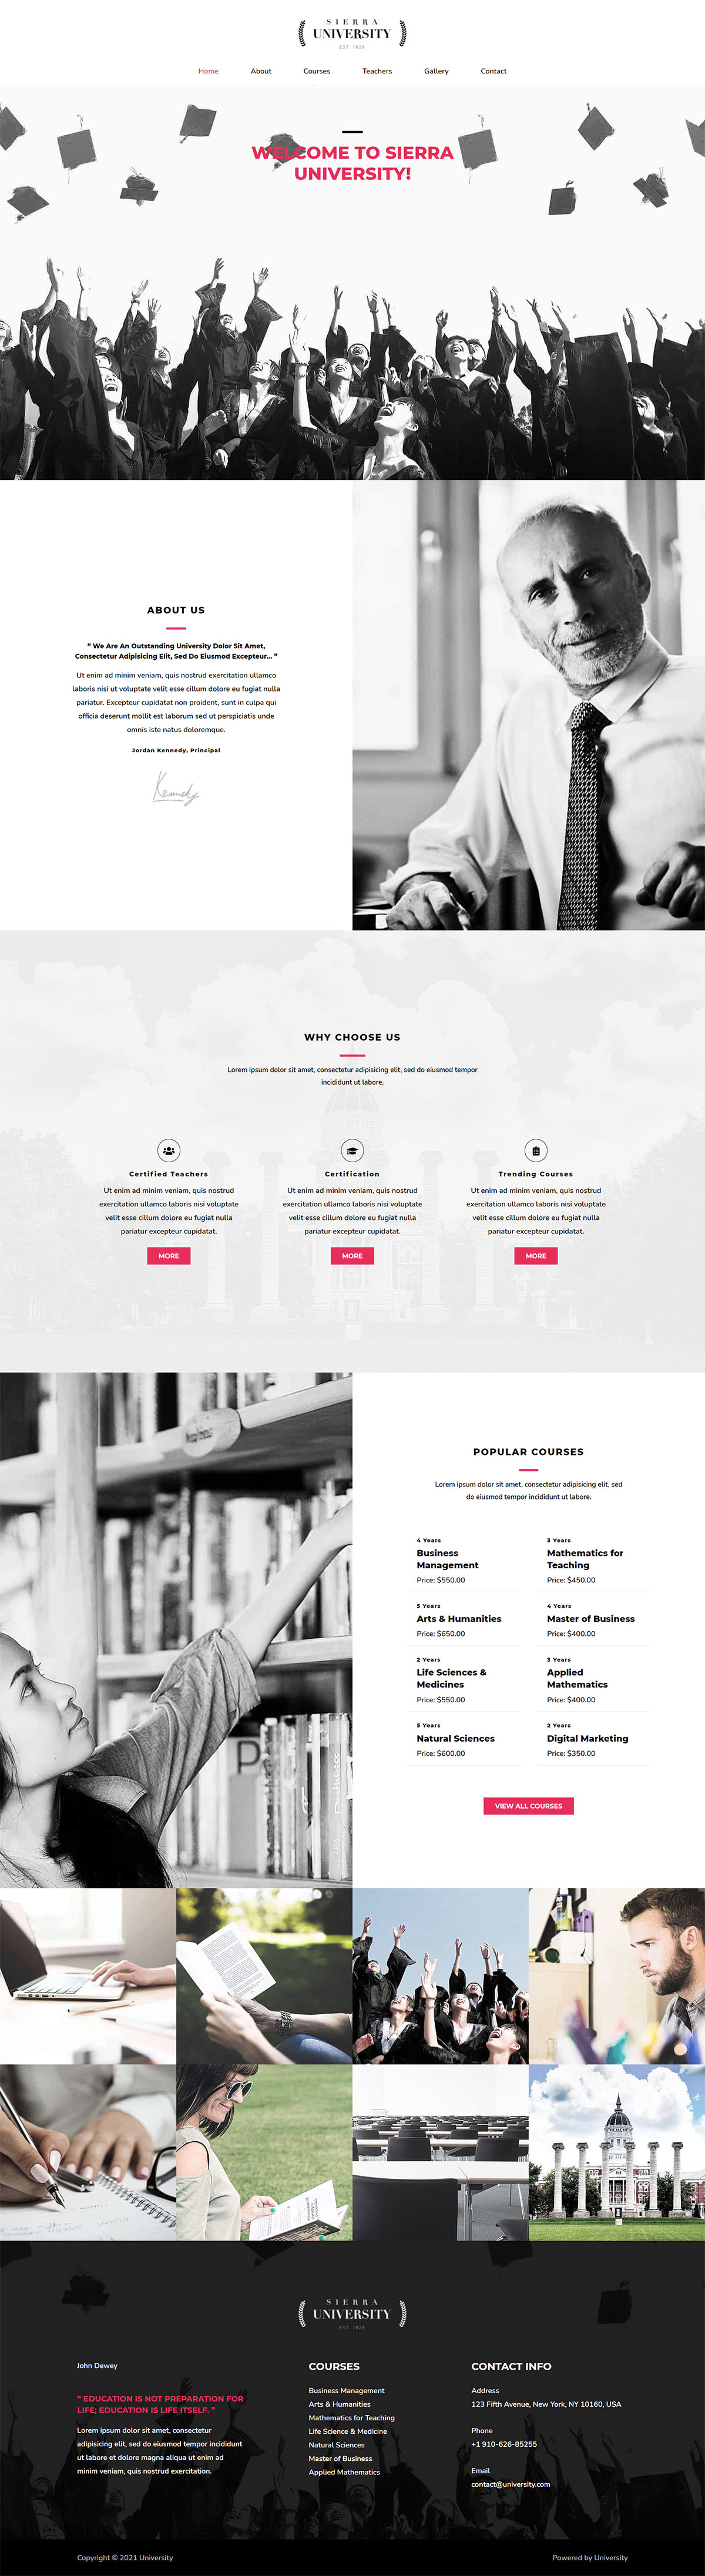 SIERRA
UNIVERSITY
EST. 1828
Home About Courses Teachers Gallery Contact
WELCOME TO SIERRA
UNIVERSITY!
ABOUT US
“ We Are An Outstanding University Dolor Sit Amet,
Consectetur Adipisicing Elit, Sed Do Eiusmod Excepteur... ”
Ut enim ad minim veniam, quis nostrud exercitation ullamco
laboris nisi ut voluptate velit esse cillum dolore eu fugiat nulla
pariatur. Excepteur cupidatat non proident, sunt in culpa qui
officia deserunt mollit est laborum sed ut perspiciatis unde
omnis iste natus doloremque.
Jordan Kennedy, Principal
Kennedy
WHY CHOOSE US
Lorem ipsum dolor sit amet, consectetur adipisicing elit, sed do eiusmod tempor
incididunt ut labore.
Certified Teachers
Ut enim ad minim veniam, quis nostrud
exercitation ullamco laboris nisi voluptate
velit esse cillum dolore eu fugiat nulla
pariatur excepteur cupidatat.
MORE
Certification
Ut enim ad minim veniam, quis nostrud
exercitation ullamco laboris nisi voluptate
velit esse cillum dolore eu fugiat nulla
pariatur excepteur cupidatat.
MORE
Trending Courses
Ut enim ad minim veniam, quis nostrud
exercitation ullamco laboris nisi voluptate
velit esse cillum dolore eu fugiat nulla
pariatur excepteur cupidatat.
MORE
POPULAR COURSES
Lorem ipsum dolor sit amet, consectetur adipisicing elit, sed
do eiusmod tempor incididunt ut labore.
4 Years
Business
Management
Price: $550.00
3 Years
Mathematics for
Teaching
Price: $450.00
5 Years
Arts & Humanities
Price: $650.00
4 Years
Master of Business
Price: $400.00
2 Years
Life Sciences &
Medicines
Price: $550.00
3 Years
Applied
Mathematics
Price: $400.00
5 Years
Natural Sciences
Price: $600.00
2 Years
Digital Marketing
Price: $350.00
VIEW ALL COURSES
SIERRA
UNIVERSITY
EST. 1828
John Dewey
“ EDUCATION IS NOT PREPARATION FOR
LIFE; EDUCATION IS LIFE ITSELF. ”
Lorem ipsum dolor sit amet, consectetur
adipisicing elit, sed do eiusmod tempor incididunt
ut labore et dolore magna aliqua ut enim ad
minim veniam, quis nostrud exercitation.
COURSES
Business Management
Arts & Humanities
Mathematics for Teaching
Life Science & Medicine
Natural Sciences
Master of Business
Applied Mathematics
CONTACT INFO
Address
123 Fifth Avenue, New York, NY 10160, USA
Phone
+1 910-626-85255
Email
contact@university.com
Copyright © 2021 University
Powered by University